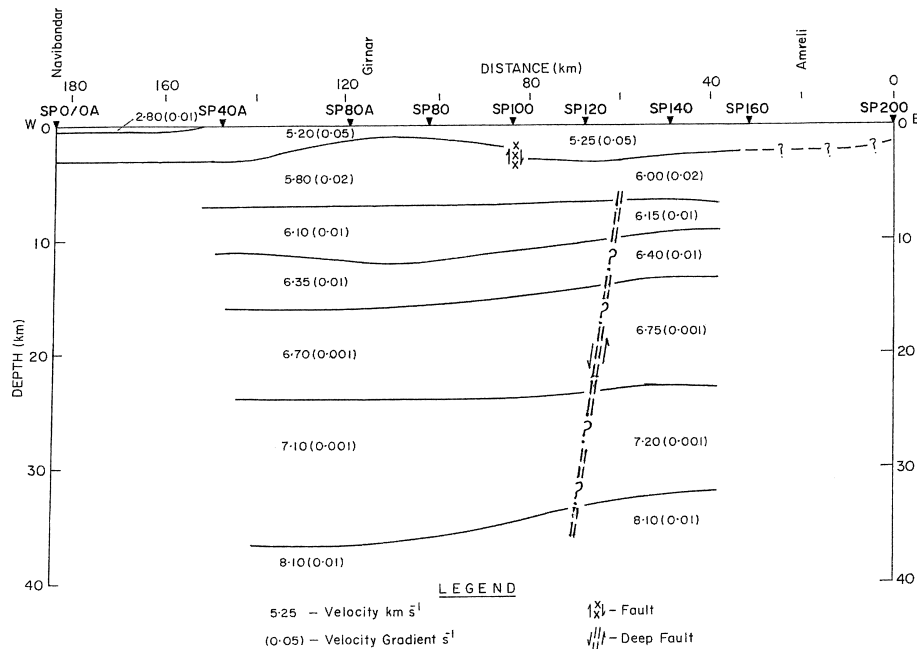 Navibandar
Girnar
Amreli
DISTANCE (km)
180 160 120 80 40 0
SP0/0A SP40A SP80A SP80 SP100 SP120 SP140 SP160 SP200
W 0 0 E
2·80(0·01)
5·20(0·05) 5·25(0·05)
? ? ?
5·80(0·02) 6·00(0·02)
6·10(0·01) 6·15(0·01)
10 10
6·35(0·01) 6·40(0·01)
?
?
6·70(0·001) 6·75(0·001)
20 20
DEPTH (km)
?
7·10(0·001) 7·20(0·001)
30 30
?
8·10(0·01) 8·10(0·01)
40 40
LEGEND
5·25 – Velocity km s̄¹ – Fault
(0·05) – Velocity Gradient s̄¹ – Deep Fault